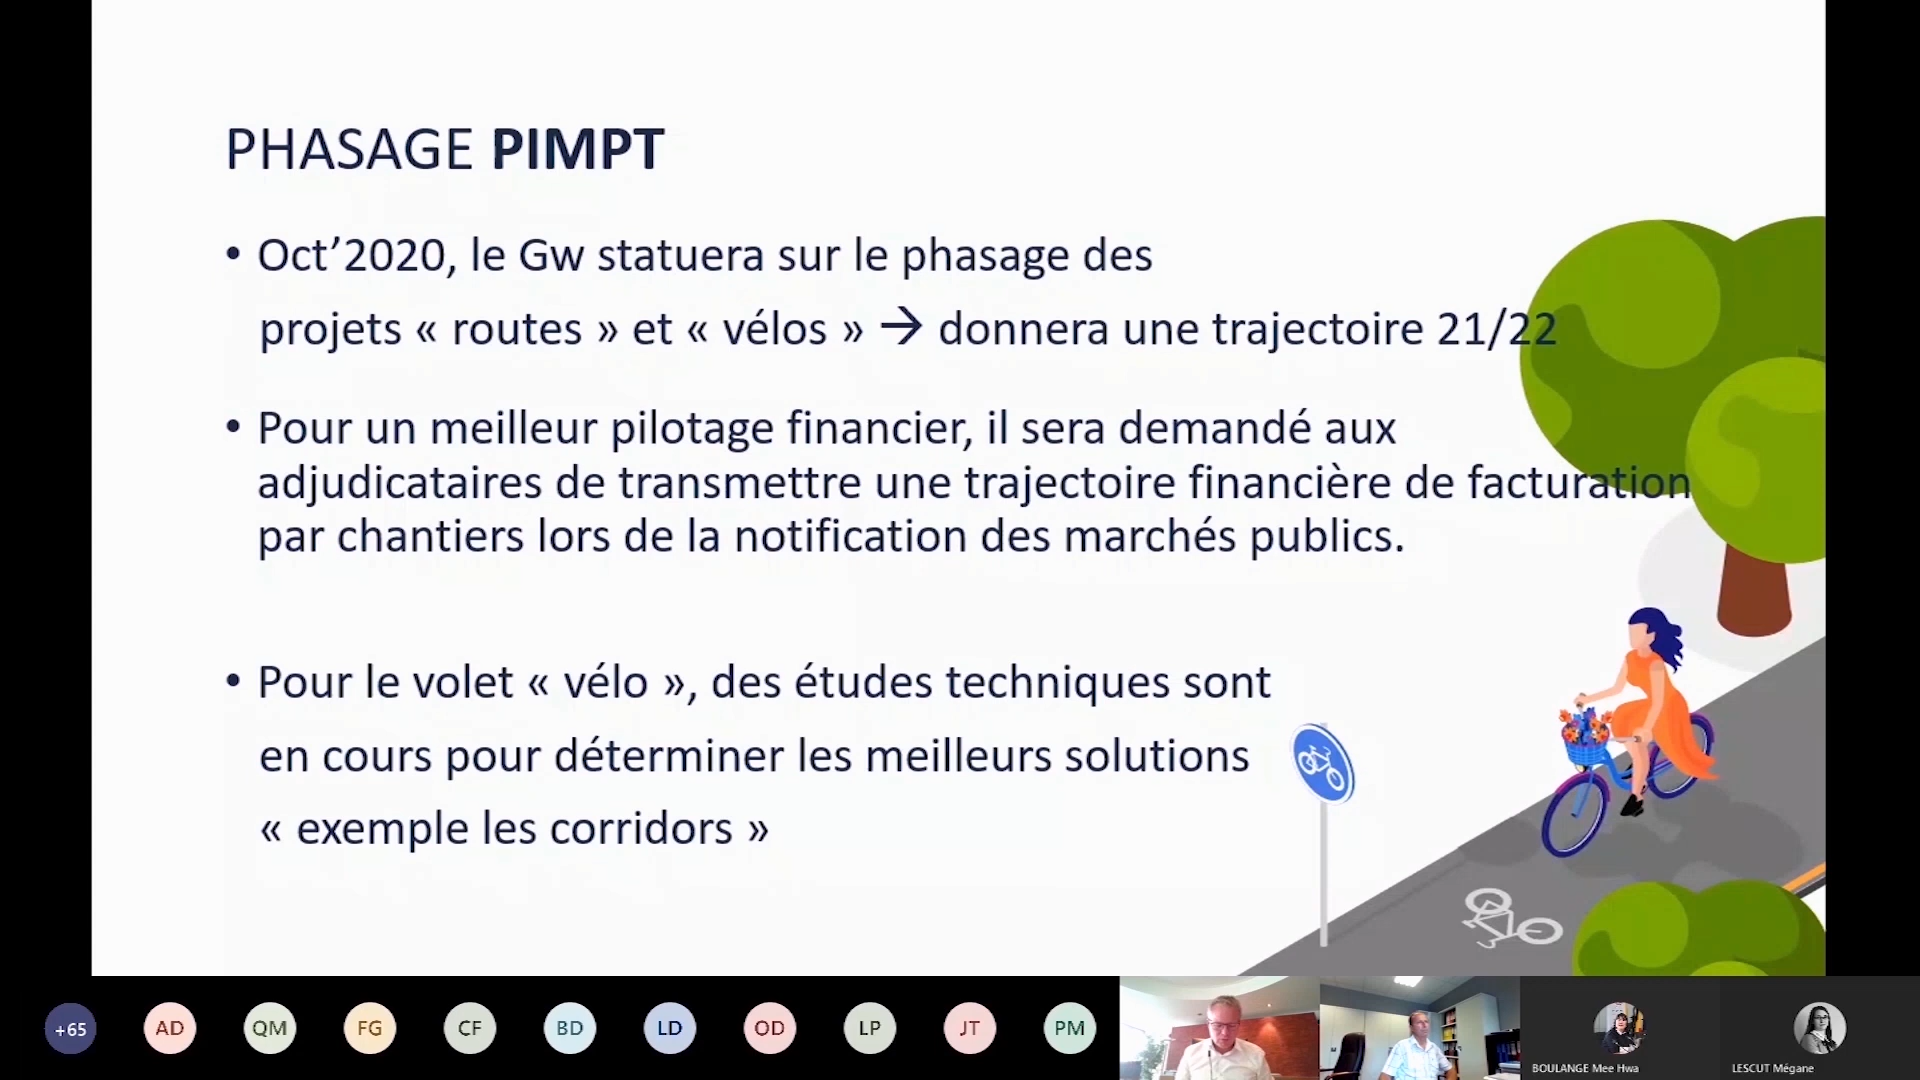 PHASAGE PIMPT
• Oct’2020, le Gw statuera sur le phasage des
projets « routes » et « vélos » → donnera une trajectoire 21/22
• Pour un meilleur pilotage financier, il sera demandé aux
adjudicataires de transmettre une trajectoire financière de facturation
par chantiers lors de la notification des marchés publics.
• Pour le volet « vélo », des études techniques sont
en cours pour déterminer les meilleurs solutions
« exemple les corridors »
+65
AD
QM
FG
CF
BD
LD
OD
LP
JT
PM
BOULANGE Mee Hwa
LESCUT Mégane